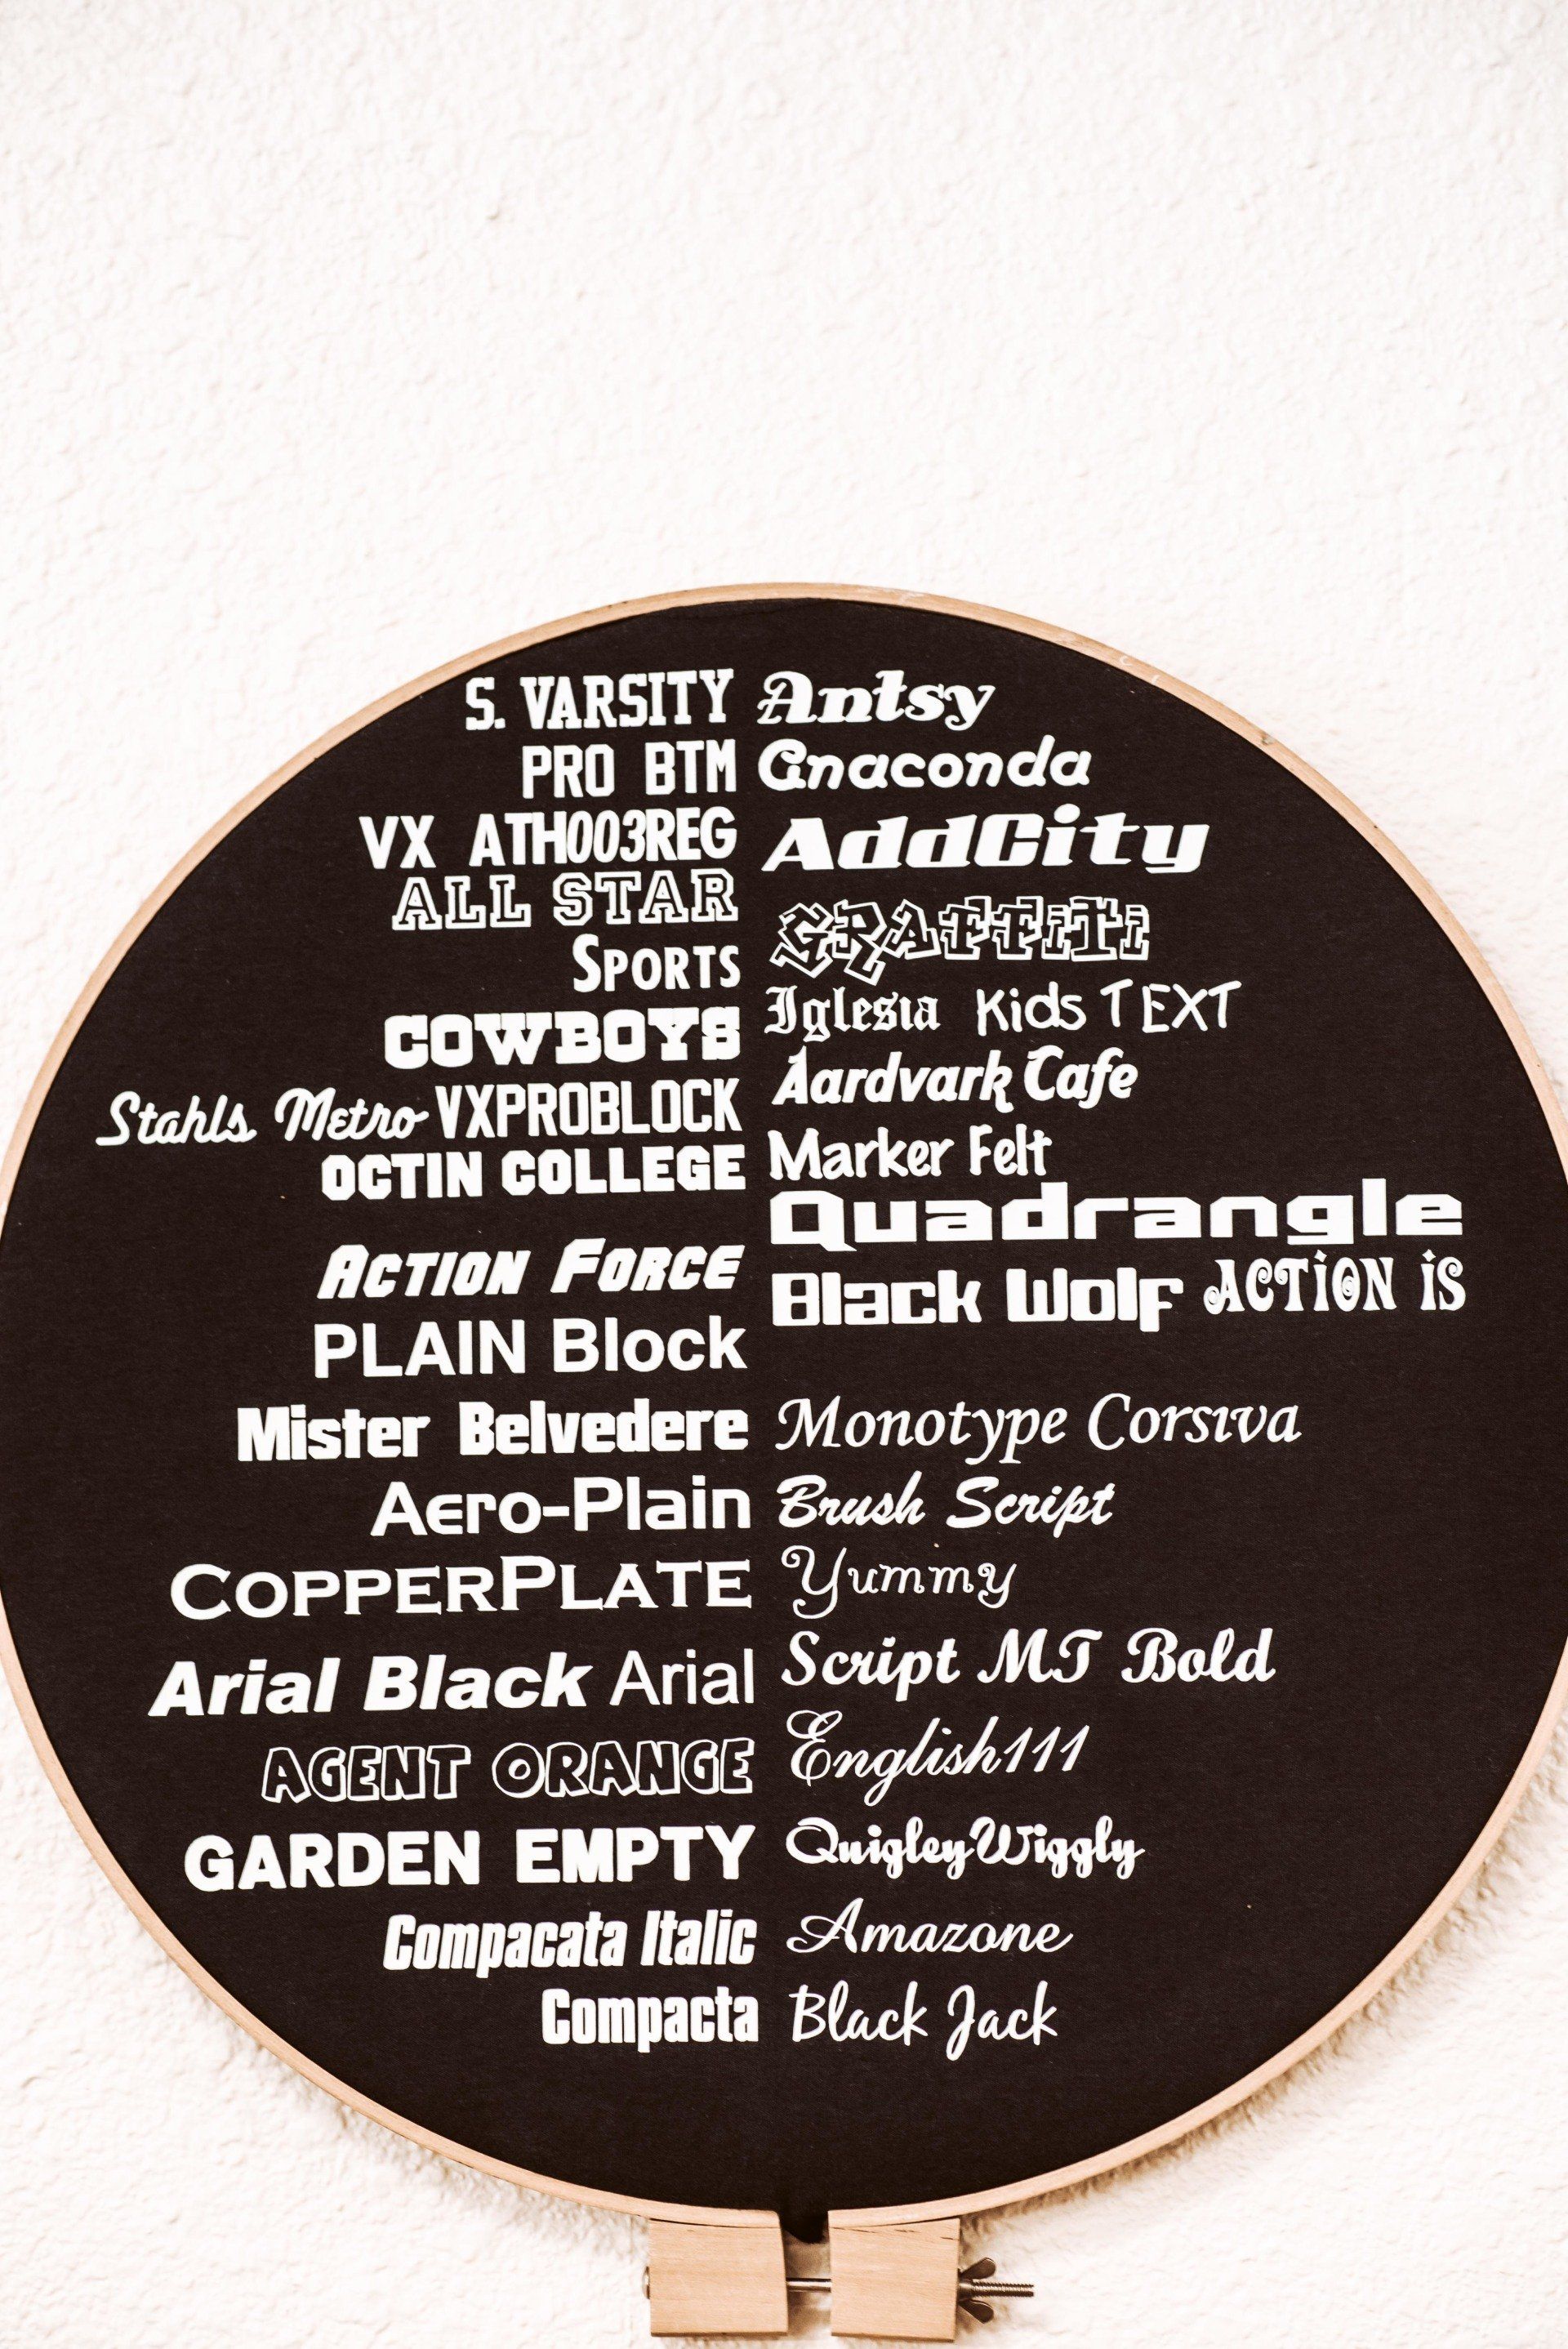 S. VARSITY
PRO BTM
VX ATH003REG
ALL STAR
SPORTS
COWBOYS
Stahls Metro VXPROBLOCK
OCTIN COLLEGE
ACTION FORCE
PLAIN Block
Mister Belvedere
Aero-Plain
COPPERPLATE
Arial Black Arial
AGENT ORANGE
GARDEN EMPTY
Compacata Italic
Compacta
Antsy
Anaconda
AddCity
GRAFFITI
Iglesia Kids TEXT
Aardvark Cafe
Marker Felt
Quadrangle
Black Wolf ACTiON iS
Monotype Corsiva
Brush Script
Yummy
Script MT Bold
English111
QuigleyWiggly
Amazone
Black Jack